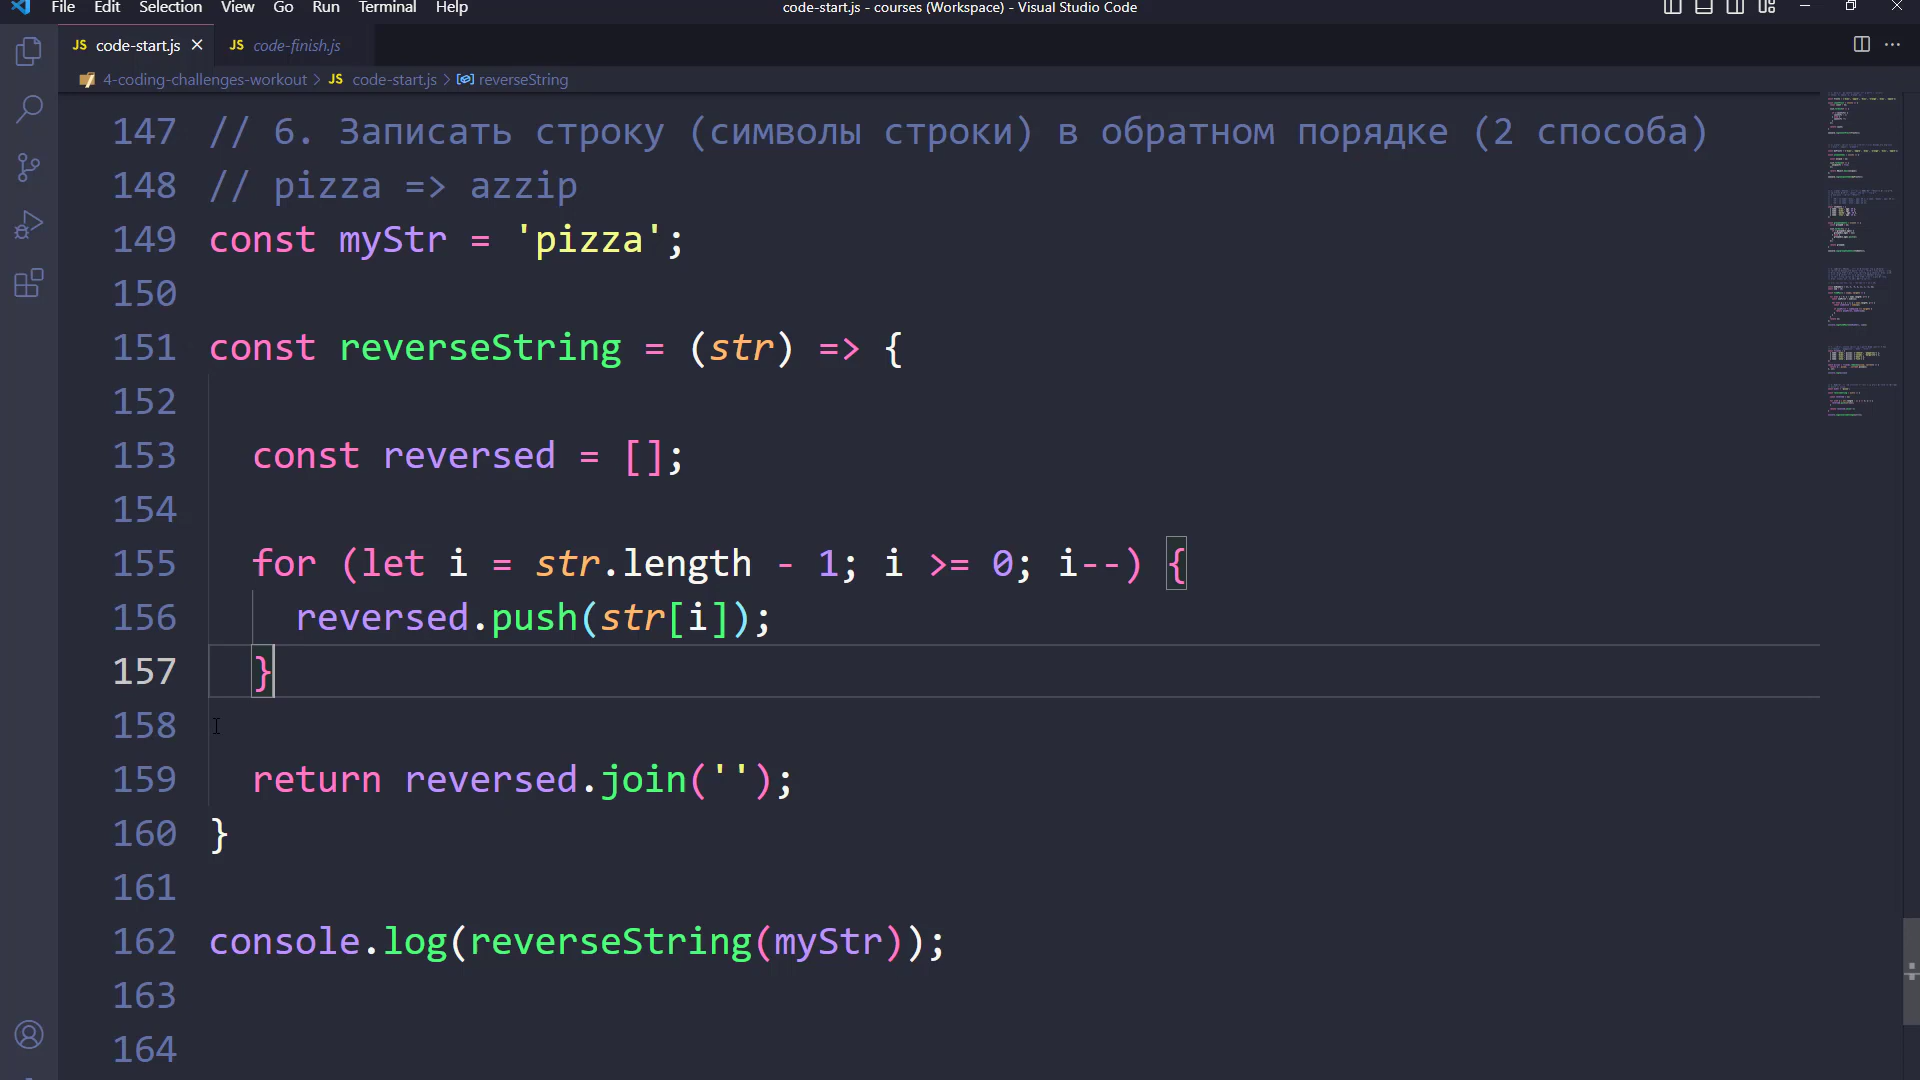 File Edit Selection View Go Run Terminal Help
code-start.js - courses (Workspace) - Visual Studio Code
JS code-start.js JS code-finish.js
4-coding-challenges-workout > JS code-start.js > reverseString
147 // 6. Записать строку (символы строки) в обратном порядке (2 способа)
148 // pizza => azzip
149 const myStr = 'pizza';
150
151 const reverseString = (str) => {
152
153 const reversed = [];
154
155 for (let i = str.length - 1; i >= 0; i--) {
156 reversed.push(str[i]);
157 }
158
159 return reversed.join('');
160 }
161
162 console.log(reverseString(myStr));
163
164